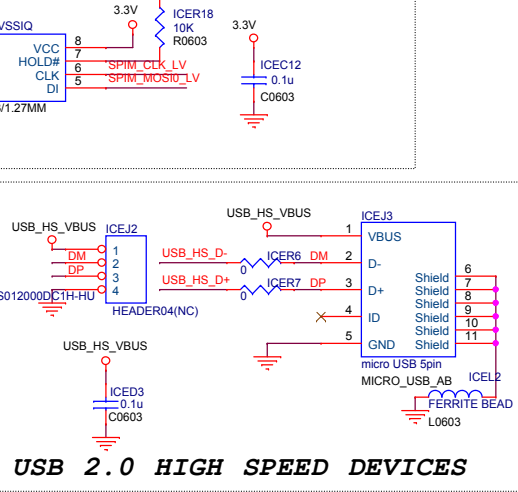 3.3V
ICER18
10K
R0603
3.3V
VCC 8
HOLD# 7
CLK 6 SPIM_CLK_LV
DI 5 SPIM_MOSI0_LV
ICEC12
0.1u
C0603
/1.27MM
USB_HS_VBUS
ICEJ2
1
DM 2
DP 3
4
S012000DC1H-HU
HEADER04(NC)
USB_HS_VBUS
ICEJ3
1 VBUS
USB_HS_D- ICER6 DM 2 D-
0
USB_HS_D+ ICER7 DP 3 D+
0
4 ID
5 GND
Shield 6
Shield 7
Shield 8
Shield 9
Shield 10
Shield 11
micro USB 5pin
MICRO_USB_AB
ICEL2
FERRITE BEAD
L0603
USB_HS_VBUS
ICED3
0.1u
C0603
USB 2.0 HIGH SPEED DEVICES